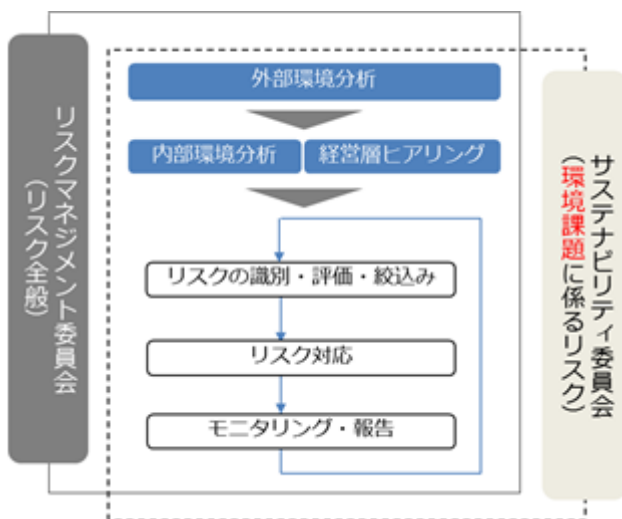 リスクマネジメント委員会
（リスク全般）
外部環境分析
内部環境分析
経営層ヒアリング
リスクの識別・評価・絞込み
リスク対応
モニタリング・報告
サステナビリティ委員会
（環境課題に係るリスク）